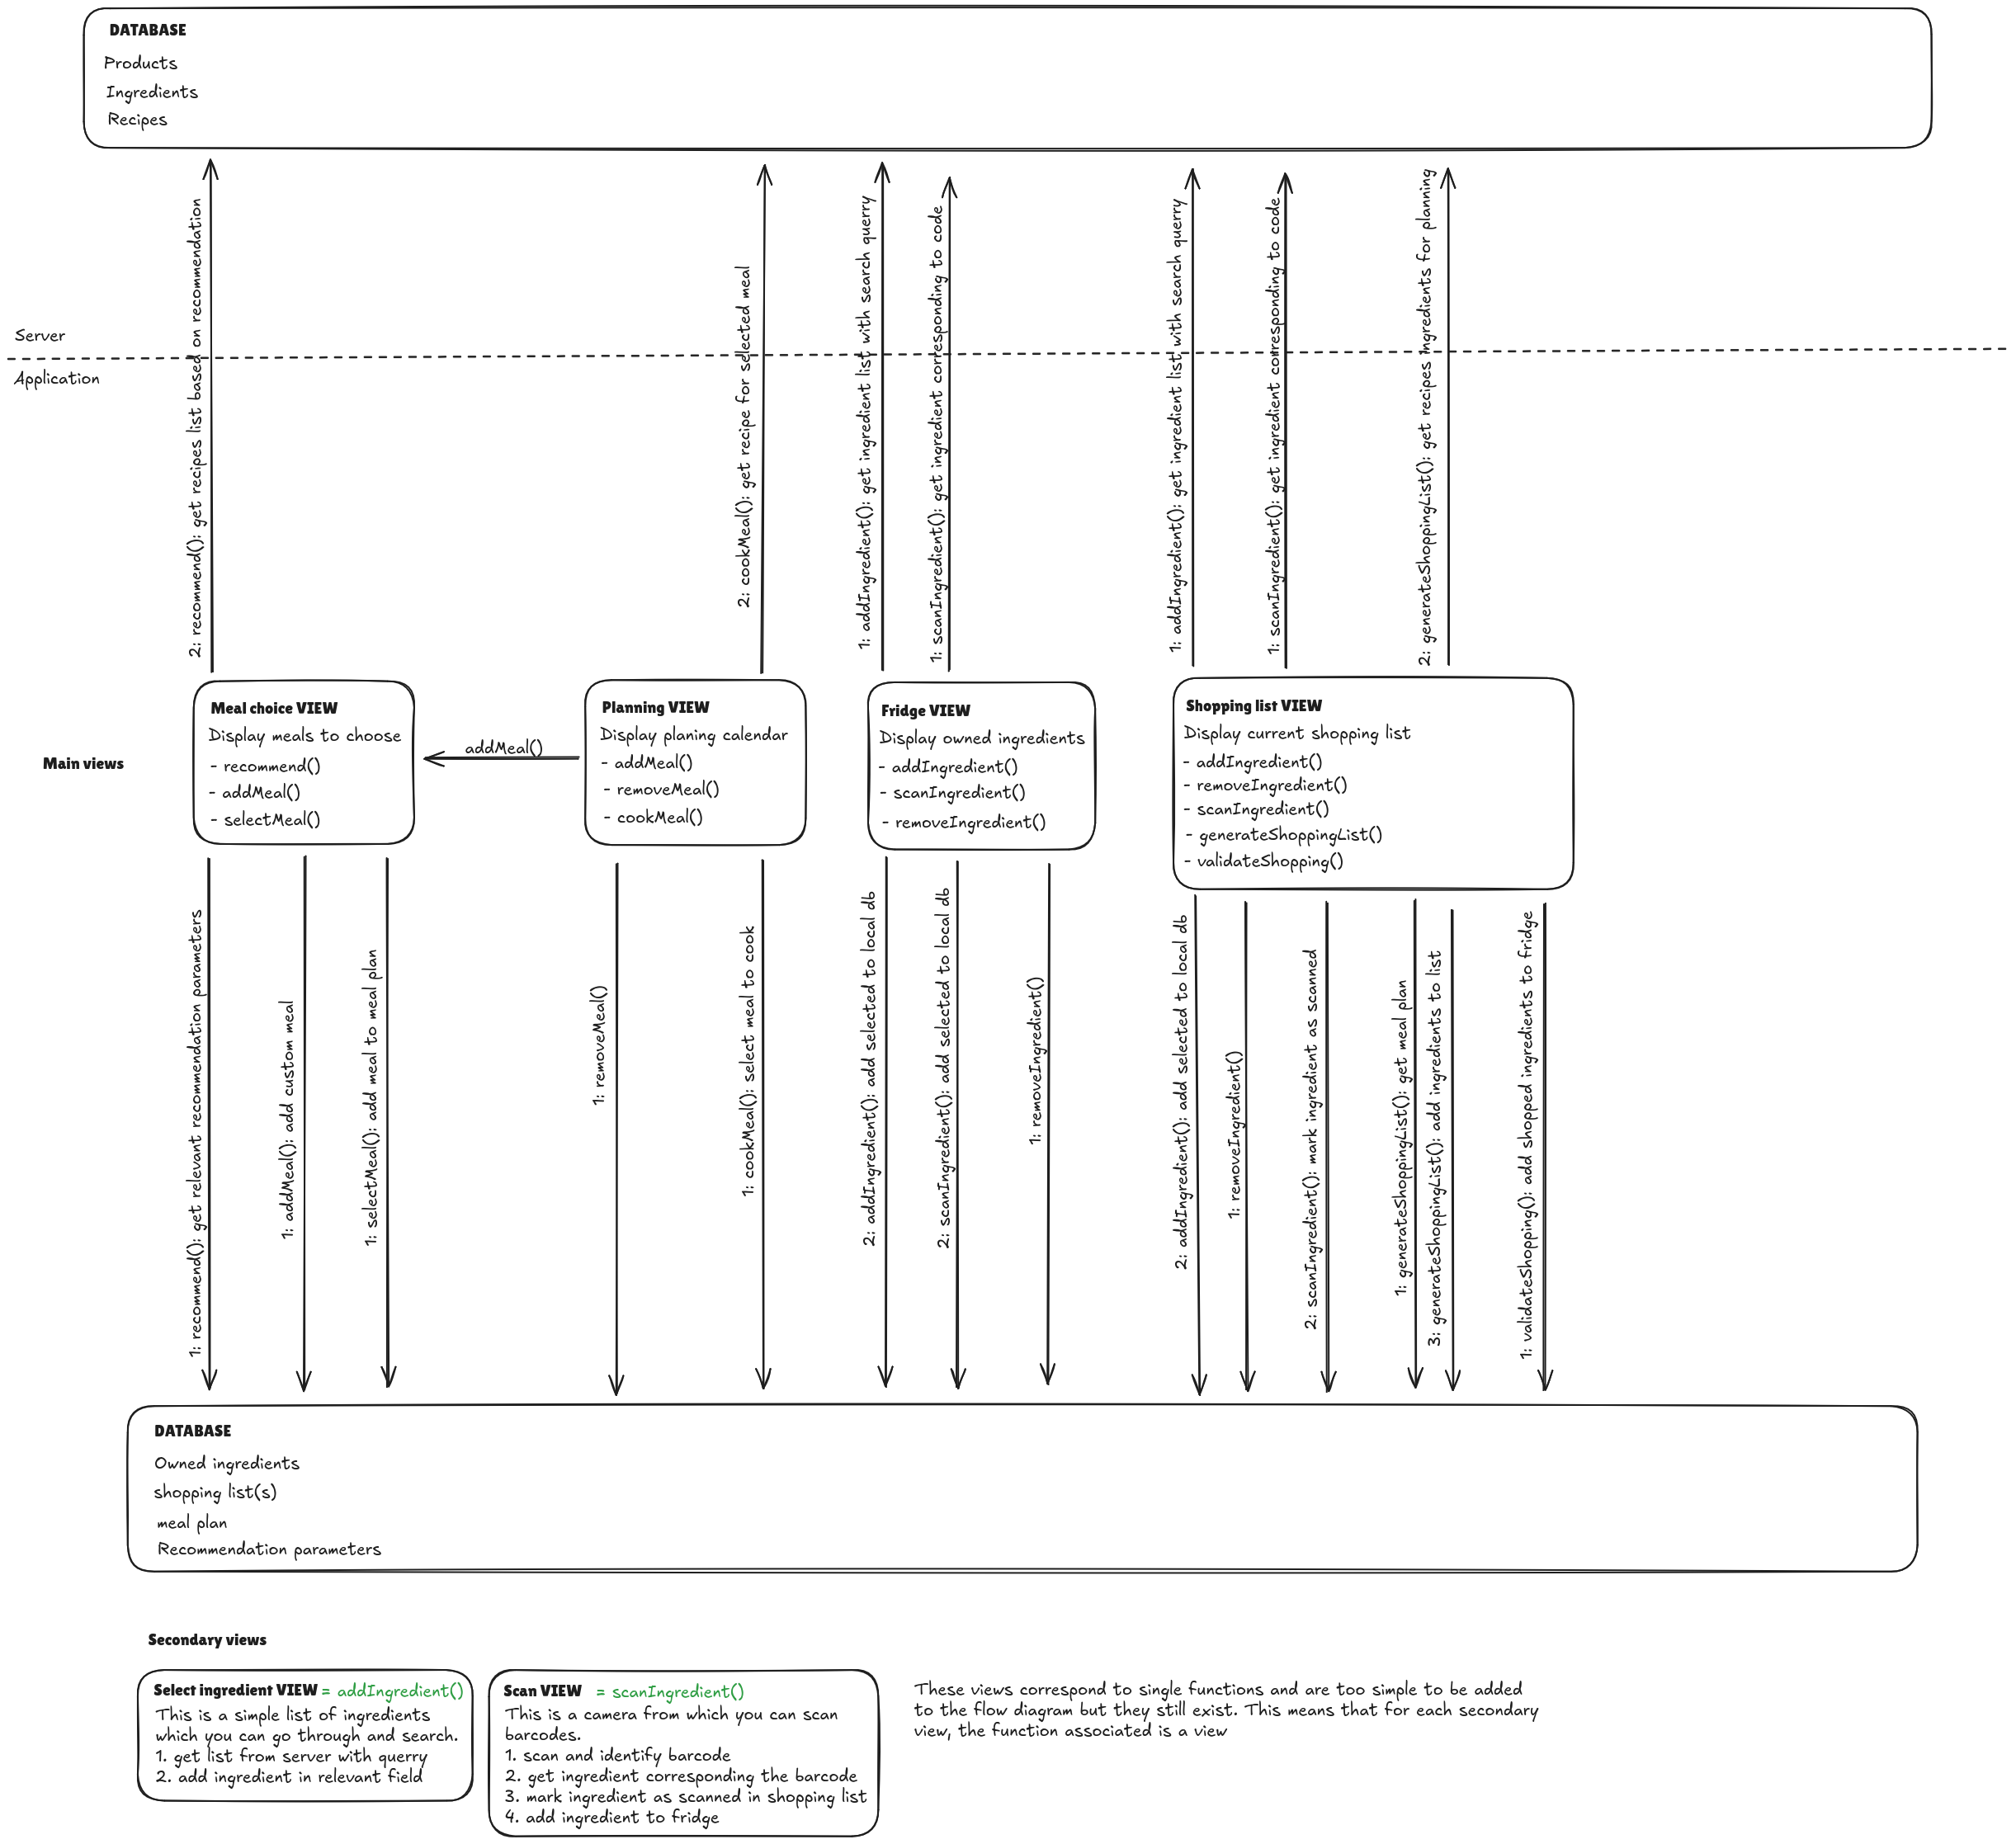 DATABASE
Products
Ingredients
Recipes
2: recommend(): get recipes list based on recommendation
2: cookMeal(): get recipe for selected meal
1: addIngredient(): get ingredient list with search querry
1: scanIngredient(): get ingredient corresponding to code
1: addIngredient(): get ingredient list with search querry
1: scanIngredient(): get ingredient corresponding to code
2: generateShoppingList(): get recipes ingredients for planning
Server
Application
Main views
Meal choice VIEW
Display meals to choose
- recommend()
- addMeal()
- selectMeal()
addMeal()
Planning VIEW
Display planing calendar
- addMeal()
- removeMeal()
- cookMeal()
Fridge VIEW
Display owned ingredients
- addIngredient()
- scanIngredient()
- removeIngredient()
Shopping list VIEW
Display current shopping list
- addIngredient()
- removeIngredient()
- scanIngredient()
- generateShoppingList()
- validateShopping()
1: recommend(): get relevant recommendation parameters
1: addMeal(): add custom meal
1: selectMeal(): add meal to meal plan
1: removeMeal()
1: cookMeal(): select meal to cook
2: addIngredient(): add selected to local db
2: scanIngredient(): add selected to local db
1: removeIngredient()
2: addIngredient(): add selected to local db
1: removeIngredient()
2: scanIngredient(): mark ingredient as scanned
1: generateShoppingList(): get meal plan
3: generateShoppingList(): add ingredients to list
1: validateShopping(): add shopped ingredients to fridge
DATABASE
Owned ingredients
shopping list(s)
meal plan
Recommendation parameters
Secondary views
Select ingredient VIEW = addIngredient()
This is a simple list of ingredients
which you can go through and search.
1. get list from server with querry
2. add ingredient in relevant field
Scan VIEW = scanIngredient()
This is a camera from which you can scan
barcodes.
1. scan and identify barcode
2. get ingredient corresponding the barcode
3. mark ingredient as scanned in shopping list
4. add ingredient to fridge
These views correspond to single functions and are too simple to be added
to the flow diagram but they still exist. This means that for each secondary
view, the function associated is a view